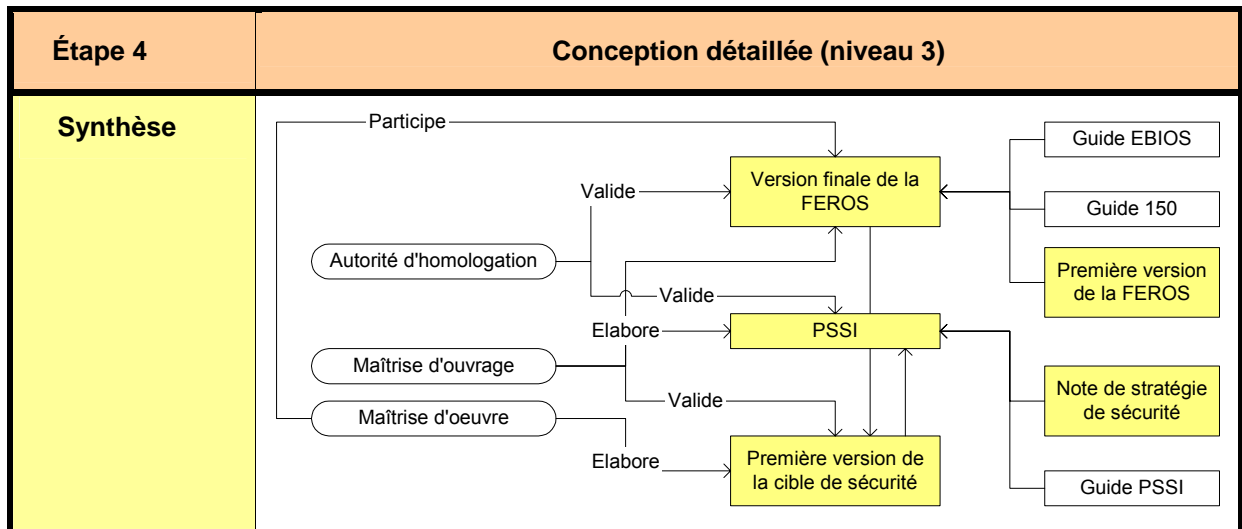 Étape 4
Conception détaillée (niveau 3)
Synthèse
Participe
Guide EBIOS
Version finale de la
FEROS
Valide
Guide 150
Autorité d'homologation
Première version
de la FEROS
Valide
Elabore
PSSI
Maîtrise d'ouvrage
Note de stratégie
de sécurité
Valide
Maîtrise d'oeuvre
Elabore
Première version de
la cible de sécurité
Guide PSSI